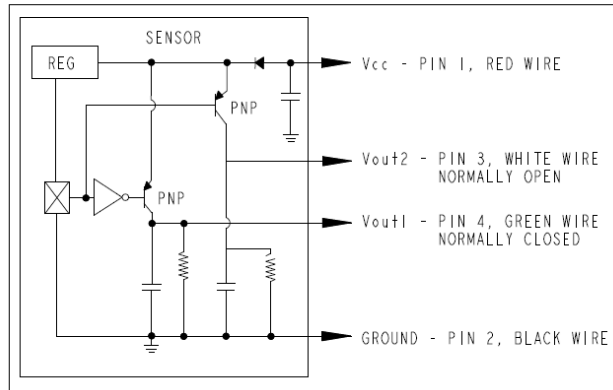 SENSOR
REG
Vcc - PIN 1, RED WIRE
PNP
Vout2 - PIN 3, WHITE WIRE
NORMALLY OPEN
PNP
Vout1 - PIN 4, GREEN WIRE
NORMALLY CLOSED
GROUND - PIN 2, BLACK WIRE